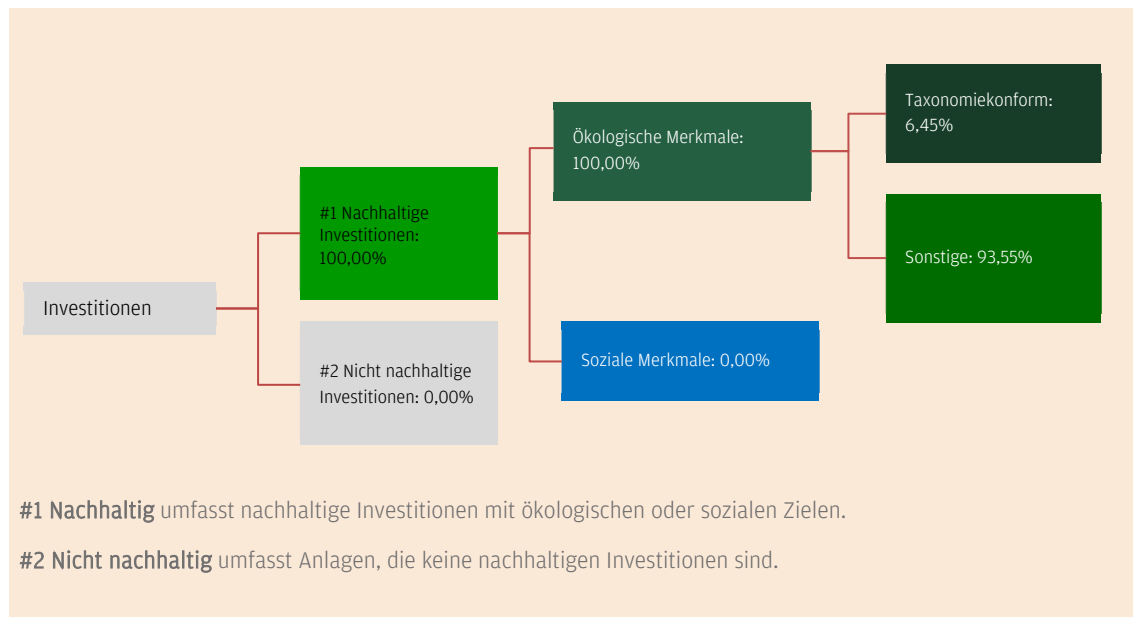 Investitionen
#1 Nachhaltige
Investitionen:
100,00%
#2 Nicht nachhaltige
Investitionen: 0,00%
Ökologische Merkmale:
100,00%
Soziale Merkmale: 0,00%
Taxonomiekonform:
6,45%
Sonstige: 93,55%
#1 Nachhaltig umfasst nachhaltige Investitionen mit ökologischen oder sozialen Zielen.
#2 Nicht nachhaltig umfasst Anlagen, die keine nachhaltigen Investitionen sind.